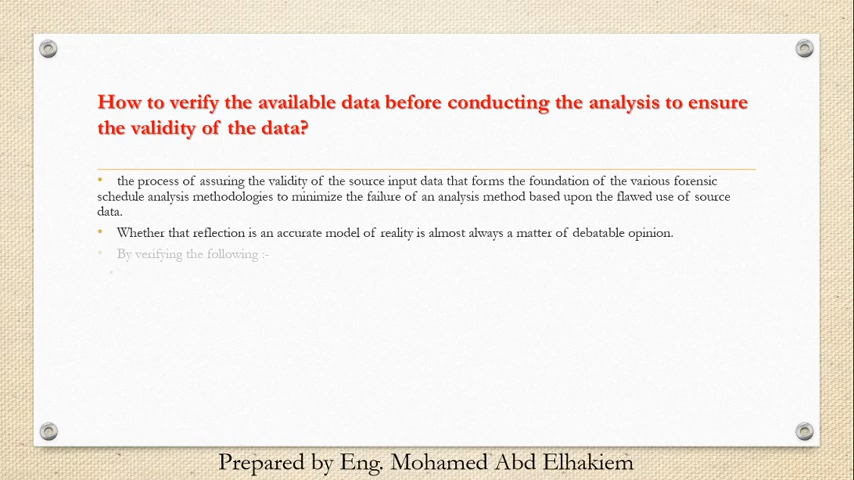 How to verify the available data before conducting the analysis to ensure
the validity of the data?
• the process of assuring the validity of the source input data that forms the foundation of the various forensic
schedule analysis methodologies to minimize the failure of an analysis method based upon the flawed use of source
data.
• Whether that reflection is an accurate model of reality is almost always a matter of debatable opinion.
• By verifying the following :-
Prepared by Eng. Mohamed Abd Elhakiem